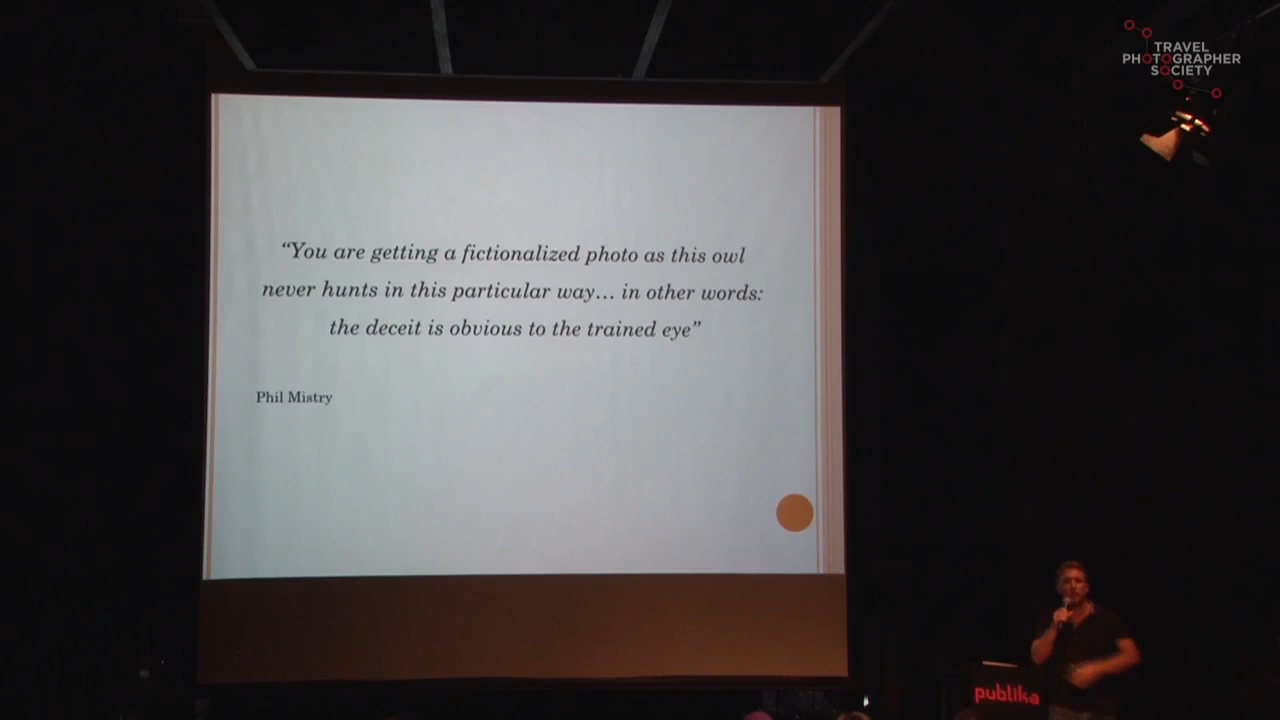 TRAVEL
PHOTOGRAPHER
SOCIETY
“You are getting a fictionalized photo as this owl
never hunts in this particular way… in other words:
the deceit is obvious to the trained eye”
Phil Mistry
publika